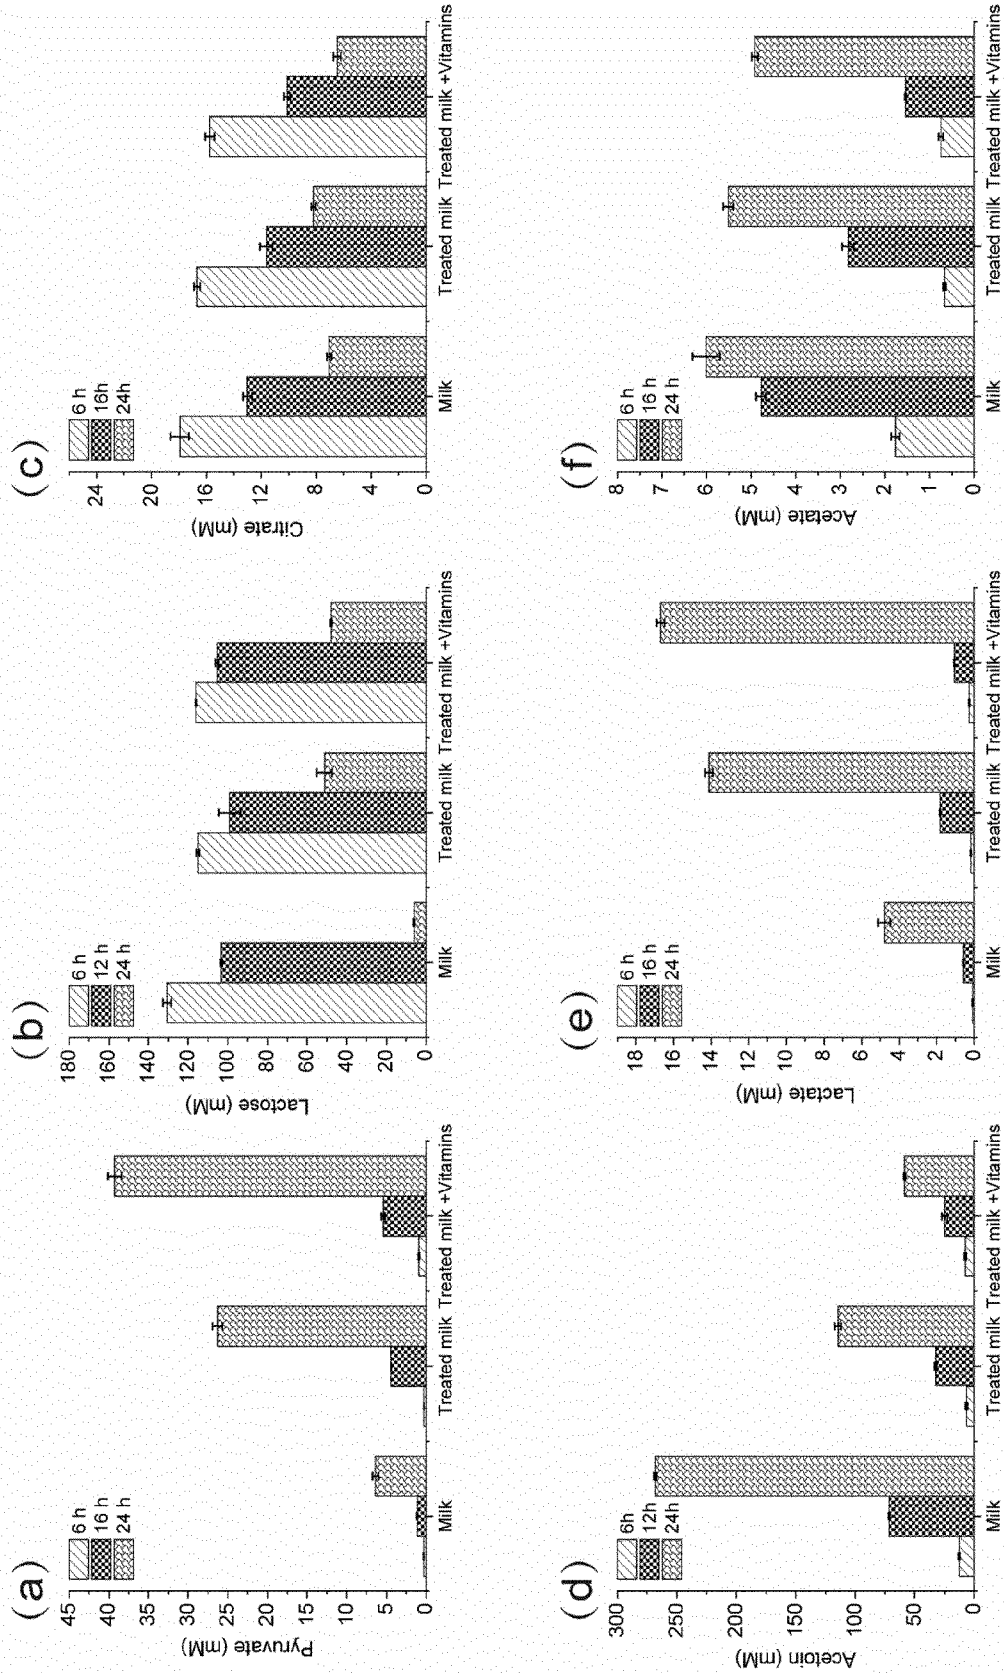 (a)
Pyruvate (mM)
45
40
35
30
25
20
15
10
5
0
6 h
16 h
24 h
Milk
Treated milk
Treated milk +Vitamins
(b)
Lactose (mM)
180
160
140
120
100
80
60
40
20
0
6 h
12 h
24 h
Milk
Treated milk
Treated milk +Vitamins
(c)
Citrate (mM)
24
20
16
12
8
4
0
6 h
16h
24h
Milk
Treated milk
Treated milk +Vitamins
(d)
Acetoin (mM)
300
250
200
150
100
50
0
6h
12h
24h
Milk
Treated milk
Treated milk +Vitamins
(e)
Lactate (mM)
18
16
14
12
10
8
6
4
2
0
6 h
16 h
24 h
Milk
Treated milk
Treated milk +Vitamins
(f)
Acetate (mM)
8
7
6
5
4
3
2
1
0
6 h
16 h
24 h
Milk
Treated milk
Treated milk +Vitamins